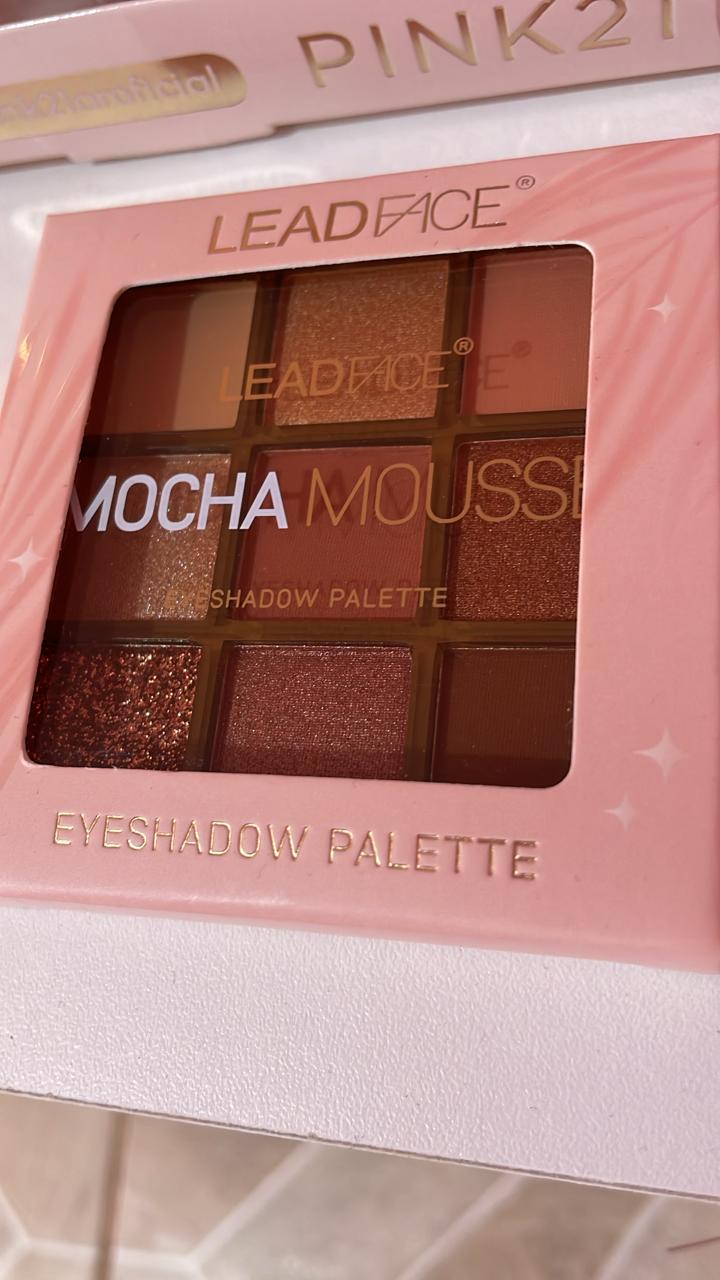 PINK21
LEADFACE®
LEADFACE®
MOCHA MOUSSE
EYESHADOW PALETTE
EYESHADOW PALETTE